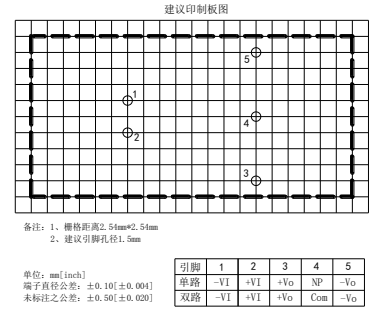 建议印制板图
5
1
2
4
3
备注：1、栅格距离2.54mm*2.54mm
2、建议引脚孔径1.5mm
单位：mm[inch]
端子直径公差：±0.10[±0.004]
未标注之公差：±0.50[±0.020]
引脚 1 2 3 4 5
单路 -VI +VI +Vo NP -Vo
双路 -VI +VI +Vo Com -Vo